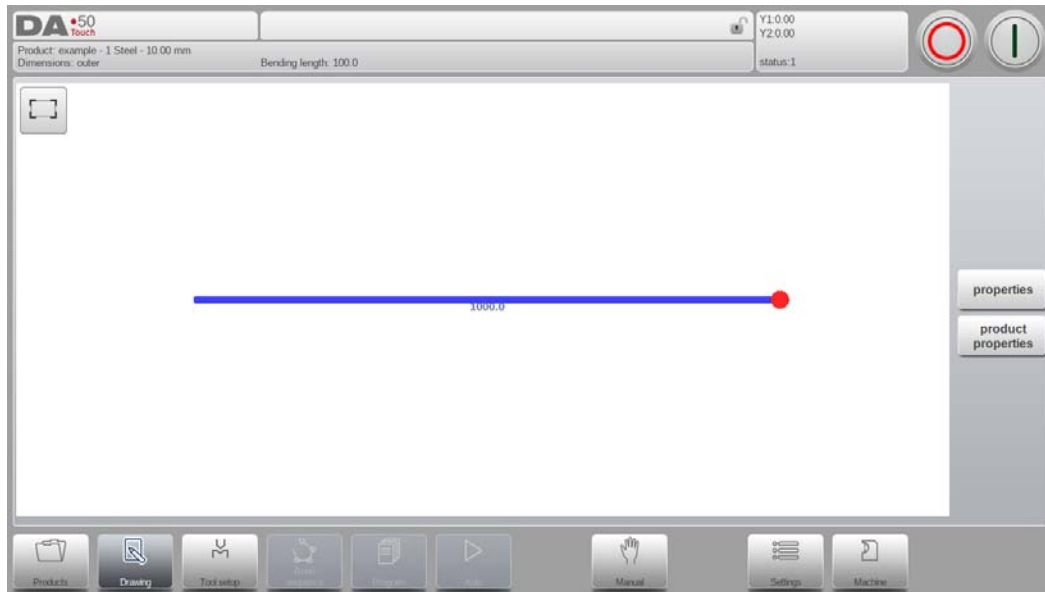 DA•50
Touch
Y1:0.00
Y2:0.00
Product: example - 1 Steel - 10.00 mm
Dimensions: outer
Bending length: 100.0
status:1
1000.0
properties
product
properties
Products
Drawing
Tool setup
sequence
Program
Auto
Manual
Settings
Machine